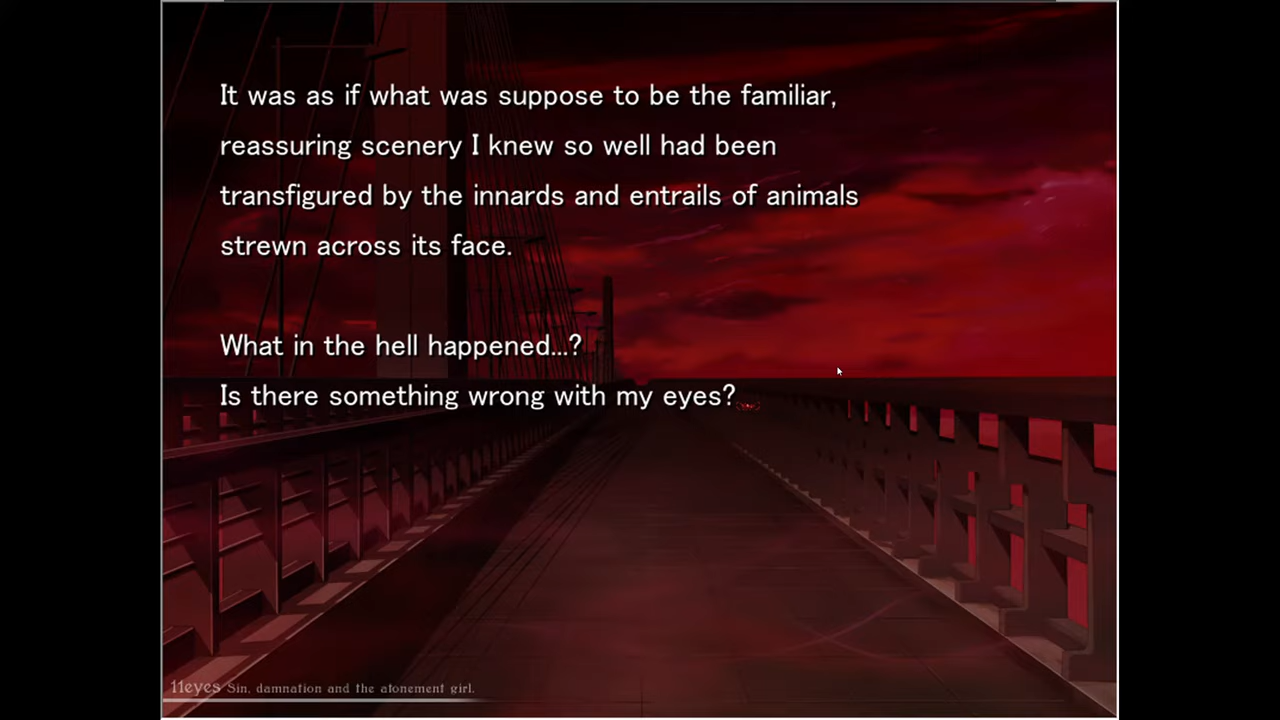 It was as if what was suppose to be the familiar,
reassuring scenery I knew so well had been
transfigured by the innards and entrails of animals
strewn across its face.
What in the hell happened...?
Is there something wrong with my eyes?
11eyes Sin, damnation and the atonement girl.